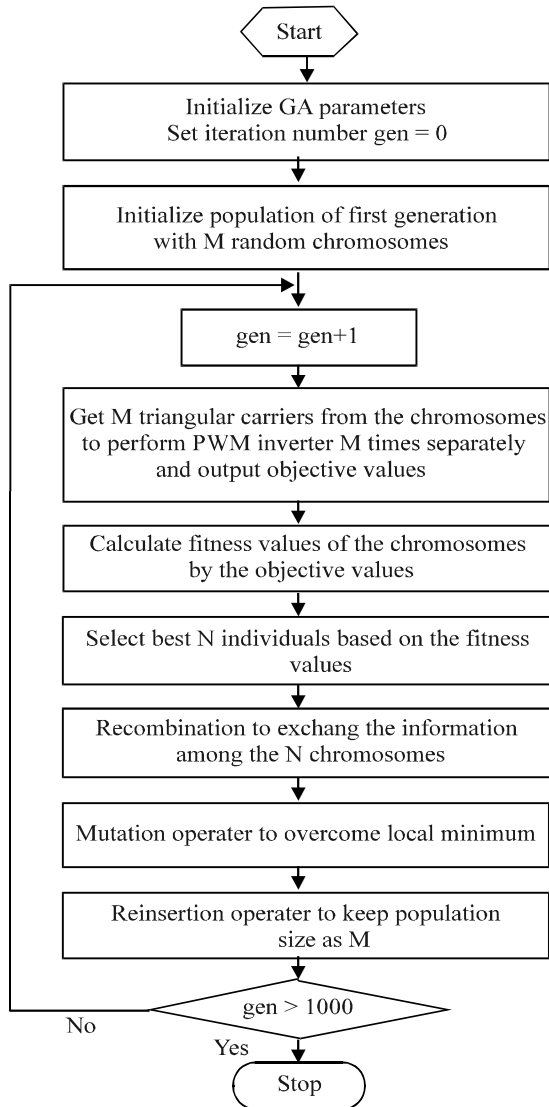 Start
Initialize GA parameters
Set iteration number gen = 0
Initialize population of first generation
with M random chromosomes
gen = gen+1
Get M triangular carriers from the chromosomes
to perform PWM inverter M times separately
and output objective values
Calculate fitness values of the chromosomes
by the objective values
Select best N individuals based on the fitness
values
Recombination to exchang the information
among the N chromosomes
Mutation operater to overcome local minimum
Reinsertion operater to keep population
size as M
gen > 1000
No
Yes
Stop